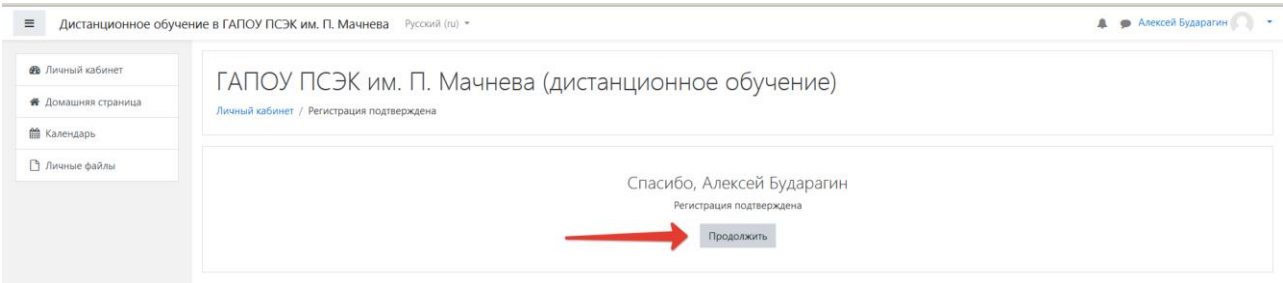 Дистанционное обучение в ГАПОУ ПСЭК им. П. Мачнева Русский (ru) Алексей Бударагин
Личный кабинет
Домашняя страница
Календарь
Личные файлы
ГАПОУ ПСЭК им. П. Мачнева (дистанционное обучение)
Личный кабинет / Регистрация подтверждена
Спасибо, Алексей Бударагин
Регистрация подтверждена
Продолжить